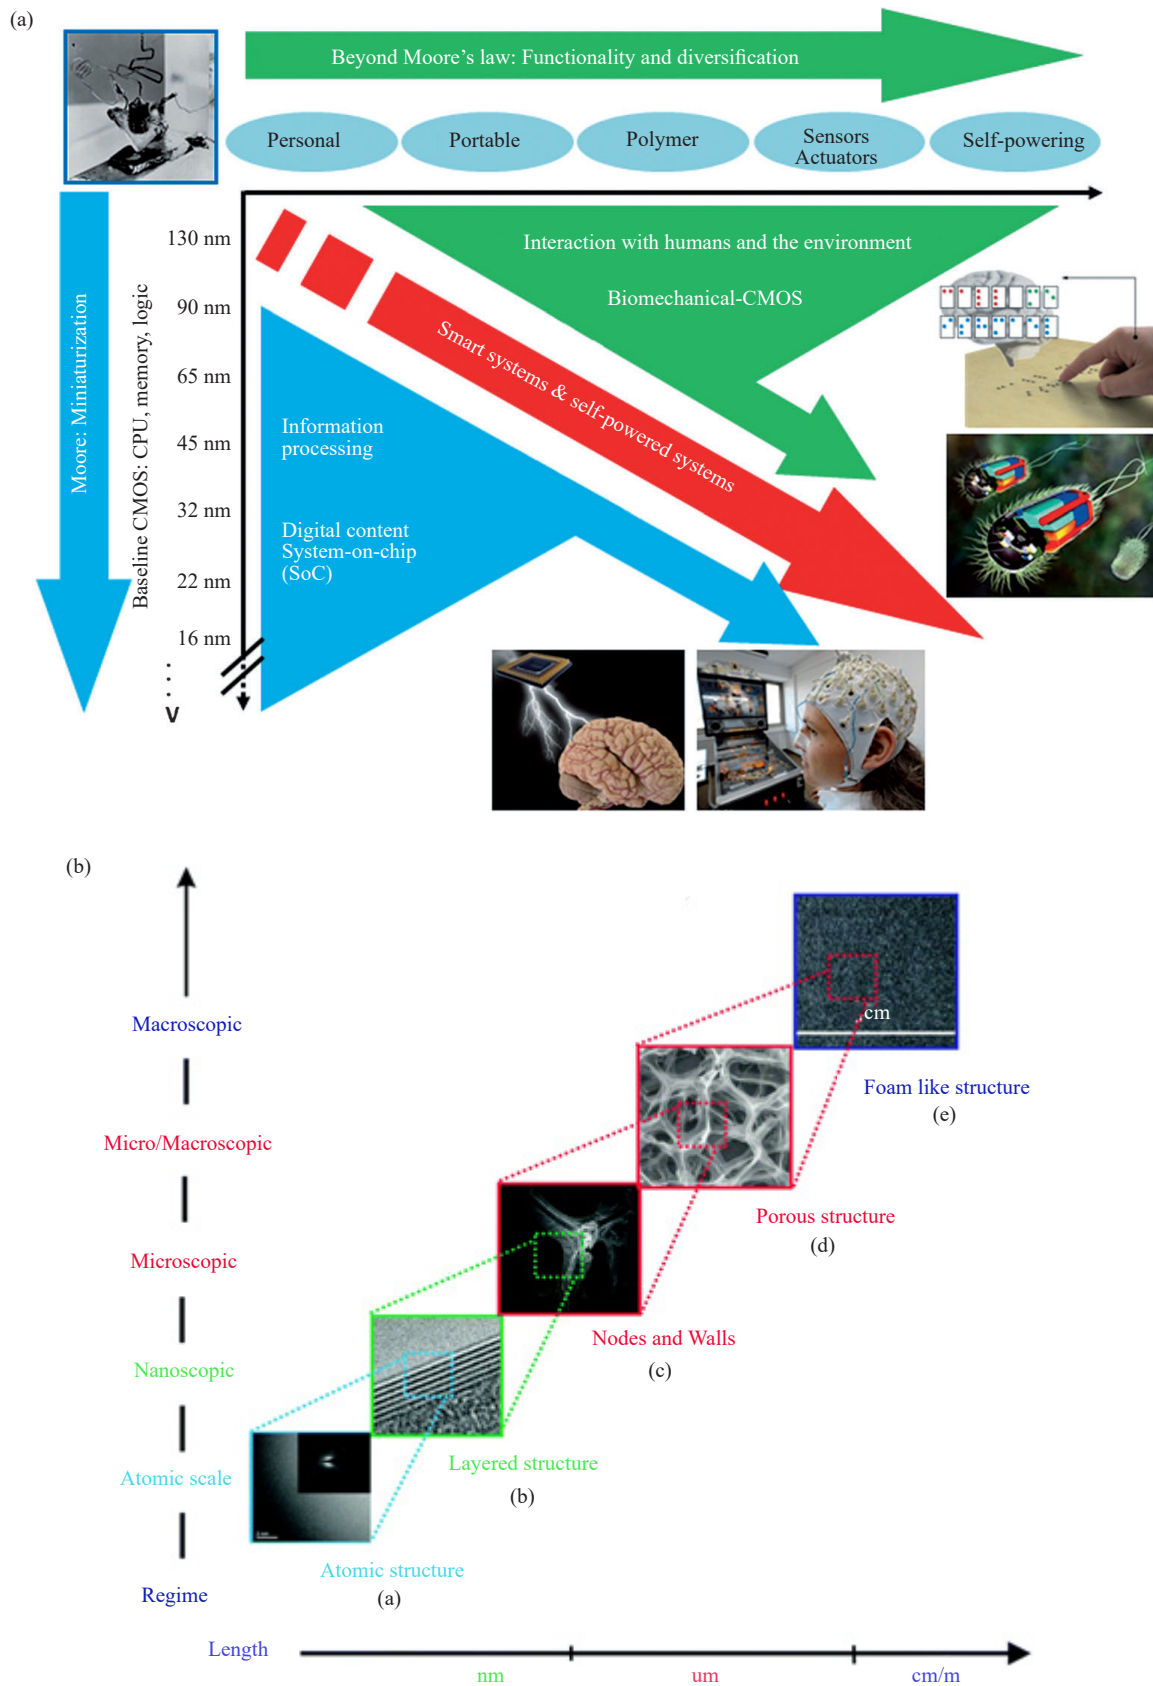 (a)
Beyond Moore's law: Functionality and diversification
Personal
Portable
Polymer
Sensors
Actuators
Self-powering
Moore: Miniaturization
Baseline CMOS: CPU, memory, logic
130 nm
90 nm
65 nm
45 nm
32 nm
22 nm
16 nm
Interaction with humans and the environment
Biomechanical-CMOS
Smart systems & self-powered systems
Information
processing
Digital content
System-on-chip
(SoC)
(b)
Macroscopic
Micro/Macroscopic
Microscopic
Nanoscopic
Atomic scale
Regime
cm
Foam like structure
(e)
Porous structure
(d)
Nodes and Walls
(c)
Layered structure
(b)
Atomic structure
(a)
Length
nm
um
cm/m